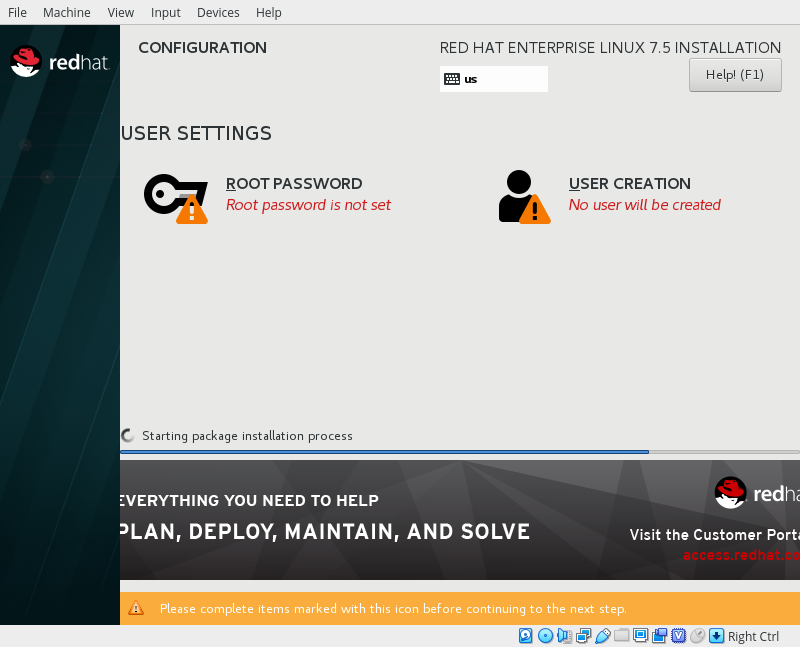 File Machine View Input Devices Help
redhat.
CONFIGURATION
RED HAT ENTERPRISE LINUX 7.5 INSTALLATION
us
Help! (F1)
USER SETTINGS
ROOT PASSWORD
Root password is not set
USER CREATION
No user will be created
Starting package installation process
EVERYTHING YOU NEED TO HELP
PLAN, DEPLOY, MAINTAIN, AND SOLVE
redha
Visit the Customer Porta
access.redhat.co
Please complete items marked with this icon before continuing to the next step.
Right Ctrl